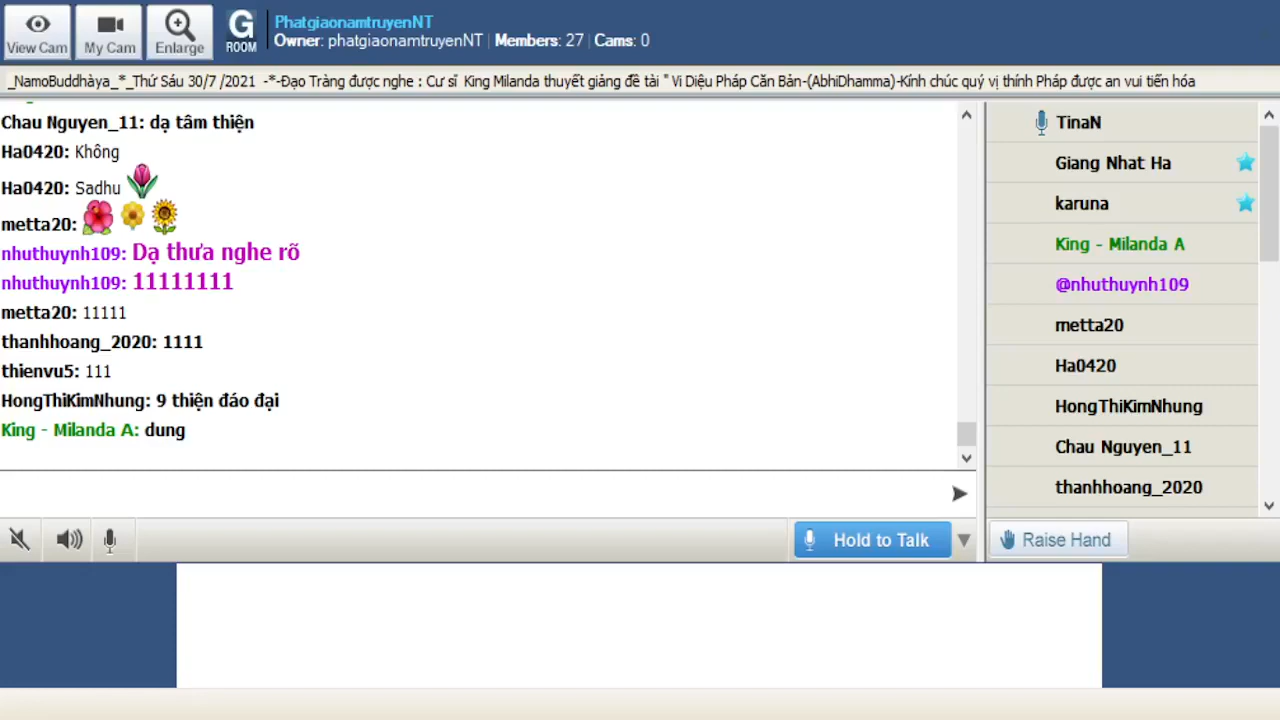 View Cam
My Cam
Enlarge
G
ROOM
PhatgiaonamtruyenNT
Owner: phatgiaonamtruyenNT | Members: 27 | Cams: 0
_NamoBuddhàya_*_Thứ Sáu 30/7 /2021 -*-Đạo Tràng được nghe : Cư sĩ King Milanda thuyết giảng đề tài " Vi Diệu Pháp Căn Bản-(AbhiDhamma)-Kính chúc quý vị thính Pháp được an vui tiến hóa
Chau Nguyen_11: dạ tâm thiện
Ha0420: Không
Ha0420: Sadhu
metta20:
nhuthuynh109: Dạ thưa nghe rõ
nhuthuynh109: 11111111
metta20: 11111
thanhhoang_2020: 1111
thienvu5: 111
HongThiKimNhung: 9 thiện đáo đại
King - Milanda A: dung
TinaN
Giang Nhat Ha
karuna
King - Milanda A
@nhuthuynh109
metta20
Ha0420
HongThiKimNhung
Chau Nguyen_11
thanhhoang_2020
Hold to Talk
Raise Hand